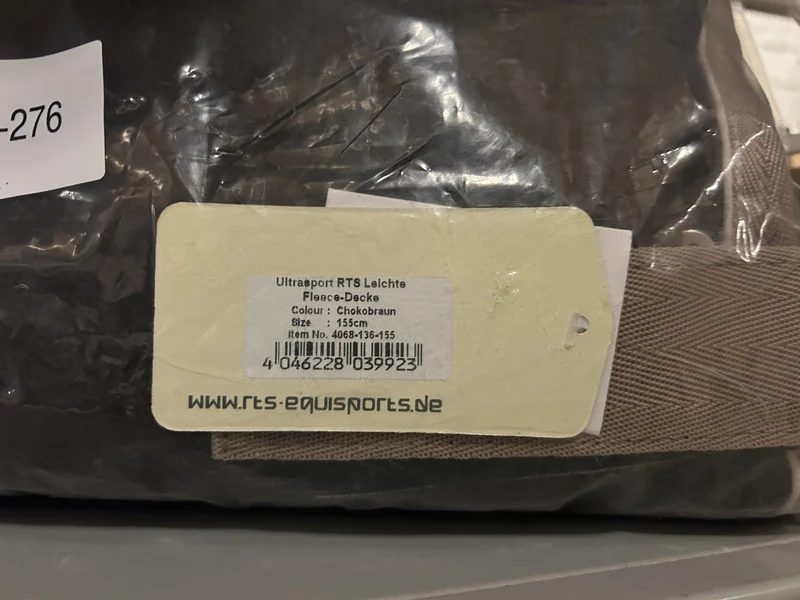 -276
Ultrasport RTS Leichte
Fleece-Decke
Colour : Chokobraun
Size : 155cm
Item No. 4068-136-155
4 046228 039923
www.rts-equisports.de